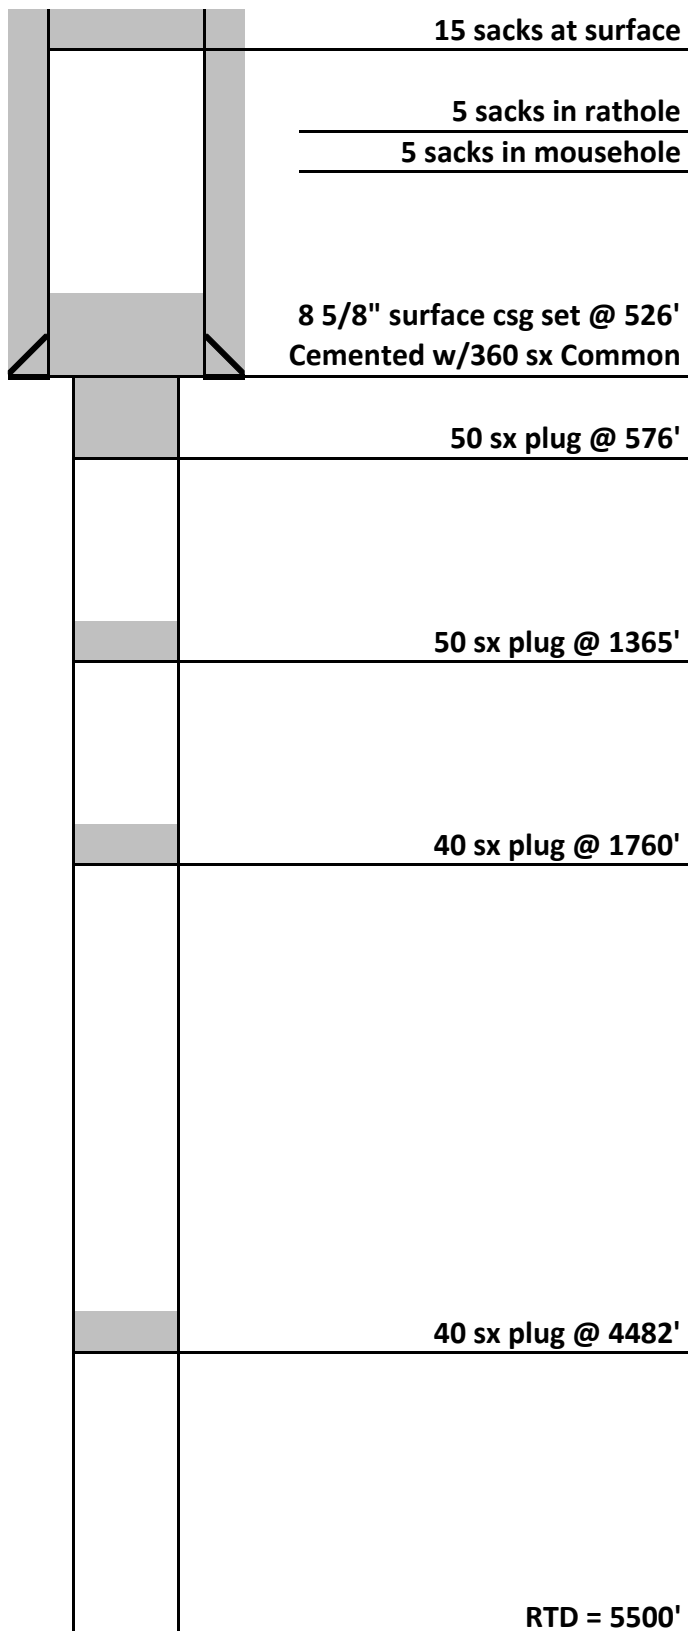 15 sacks at surface
5 sacks in rathole
5 sacks in mousehole
8 5/8" surface csg set @ 526'
Cemented w/360 sx Common
50 sx plug @ 576'
50 sx plug @ 1365'
40 sx plug @ 1760'
40 sx plug @ 4482'
RTD = 5500'